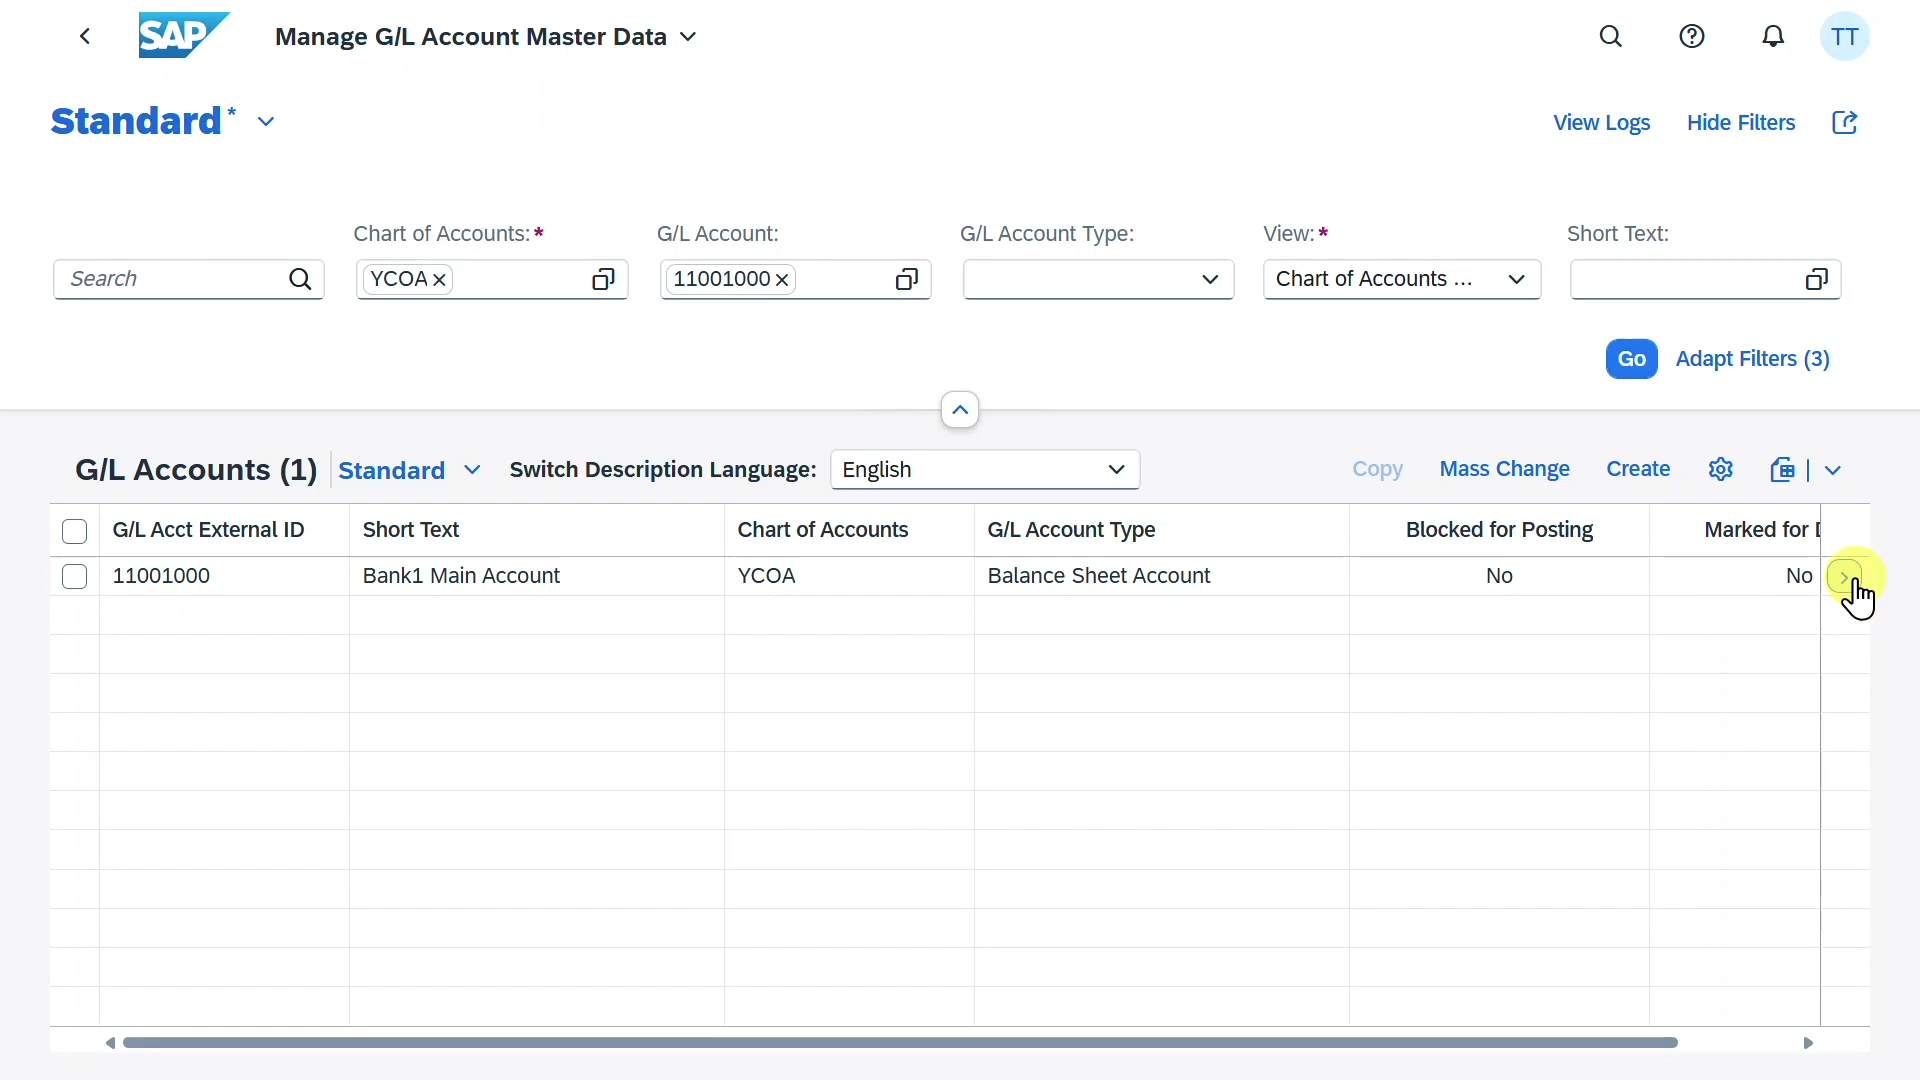 SAP Manage G/L Account Master Data TT
Standard* View Logs Hide Filters
Chart of Accounts:* G/L Account: G/L Account Type: View:* Short Text:
Search YCOA 11001000 Chart of Accounts ...
Go Adapt Filters (3)
G/L Accounts (1) Standard Switch Description Language: English Copy Mass Change Create
G/L Acct External ID Short Text Chart of Accounts G/L Account Type Blocked for Posting Marked for
11001000 Bank1 Main Account YCOA Balance Sheet Account No No